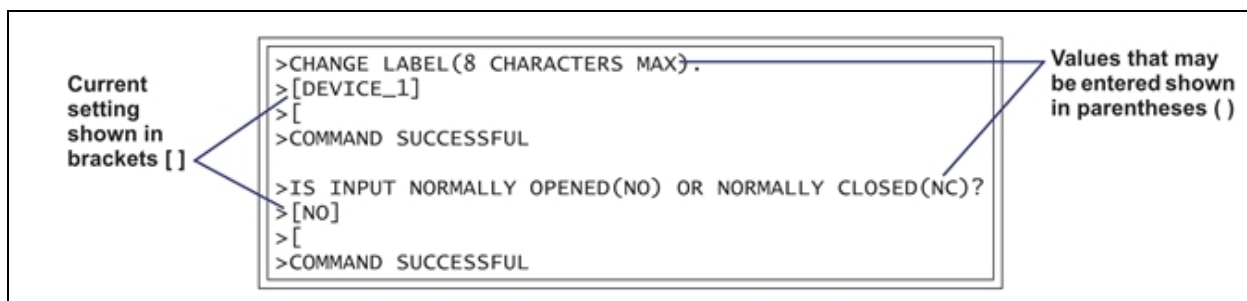 Current
setting
shown in
brackets [ ]
>CHANGE LABEL(8 CHARACTERS MAX).
>[DEVICE_1]
>[
>COMMAND SUCCESSFUL
>IS INPUT NORMALLY OPENED(NO) OR NORMALLY CLOSED(NC)?
>[NO]
>[
>COMMAND SUCCESSFUL
Values that may
be entered shown
in parentheses ( )